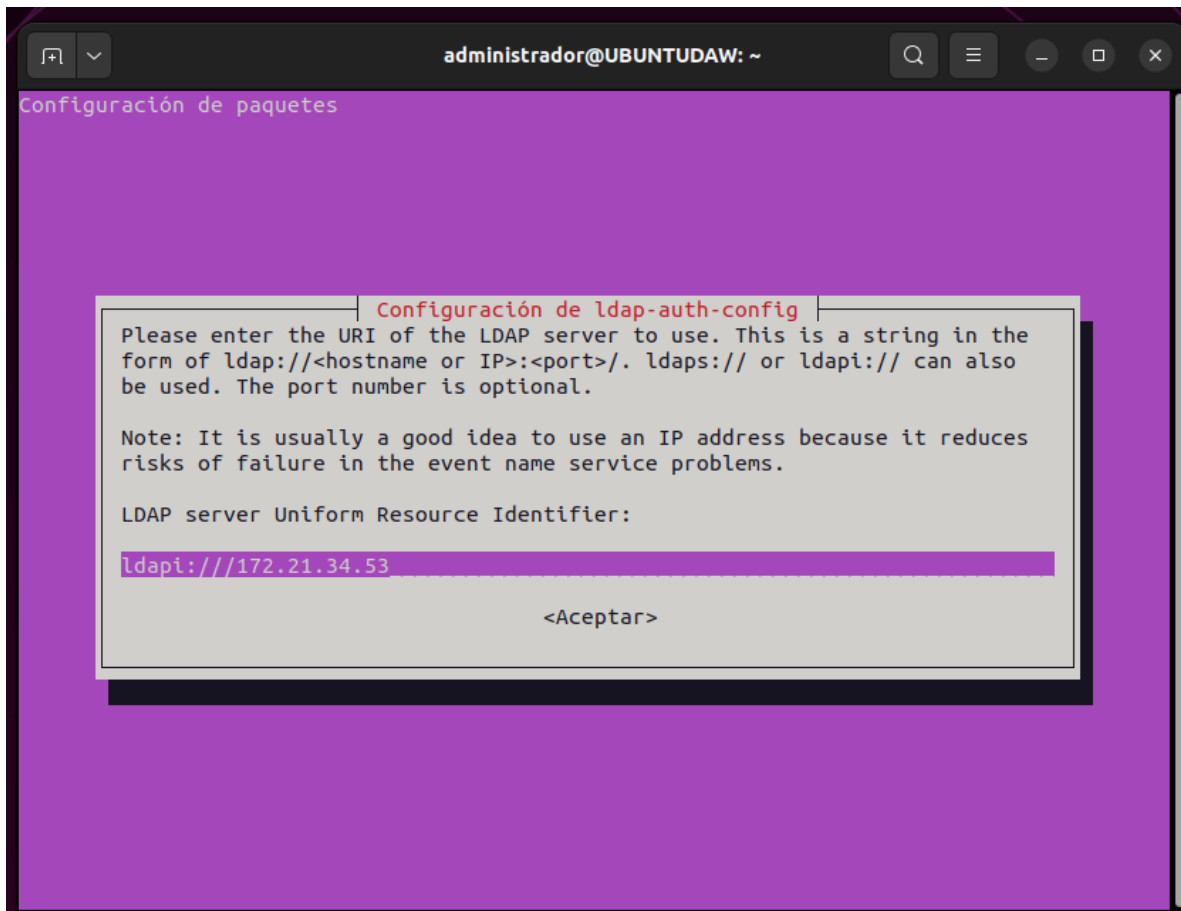 administrador@UBUNTUDAW: ~
Configuración de paquetes
Configuración de ldap-auth-config
Please enter the URI of the LDAP server to use. This is a string in the
form of ldap://<hostname or IP>:<port>/. ldaps:// or ldapi:// can also
be used. The port number is optional.
Note: It is usually a good idea to use an IP address because it reduces
risks of failure in the event name service problems.
LDAP server Uniform Resource Identifier:
ldapi:///172.21.34.53
<Aceptar>